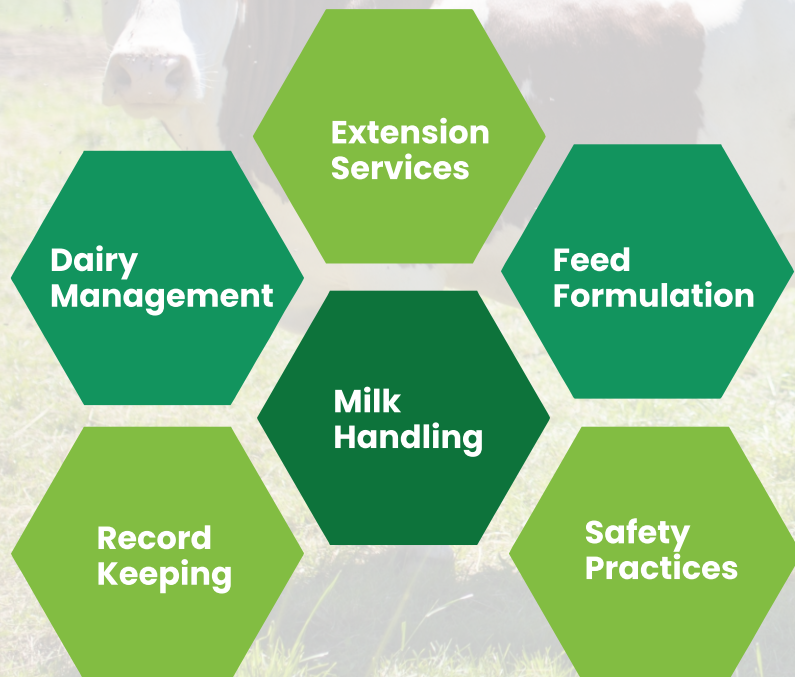 Extension
Services
Dairy
Management
Feed
Formulation
Milk
Handling
Record
Keeping
Safety
Practices